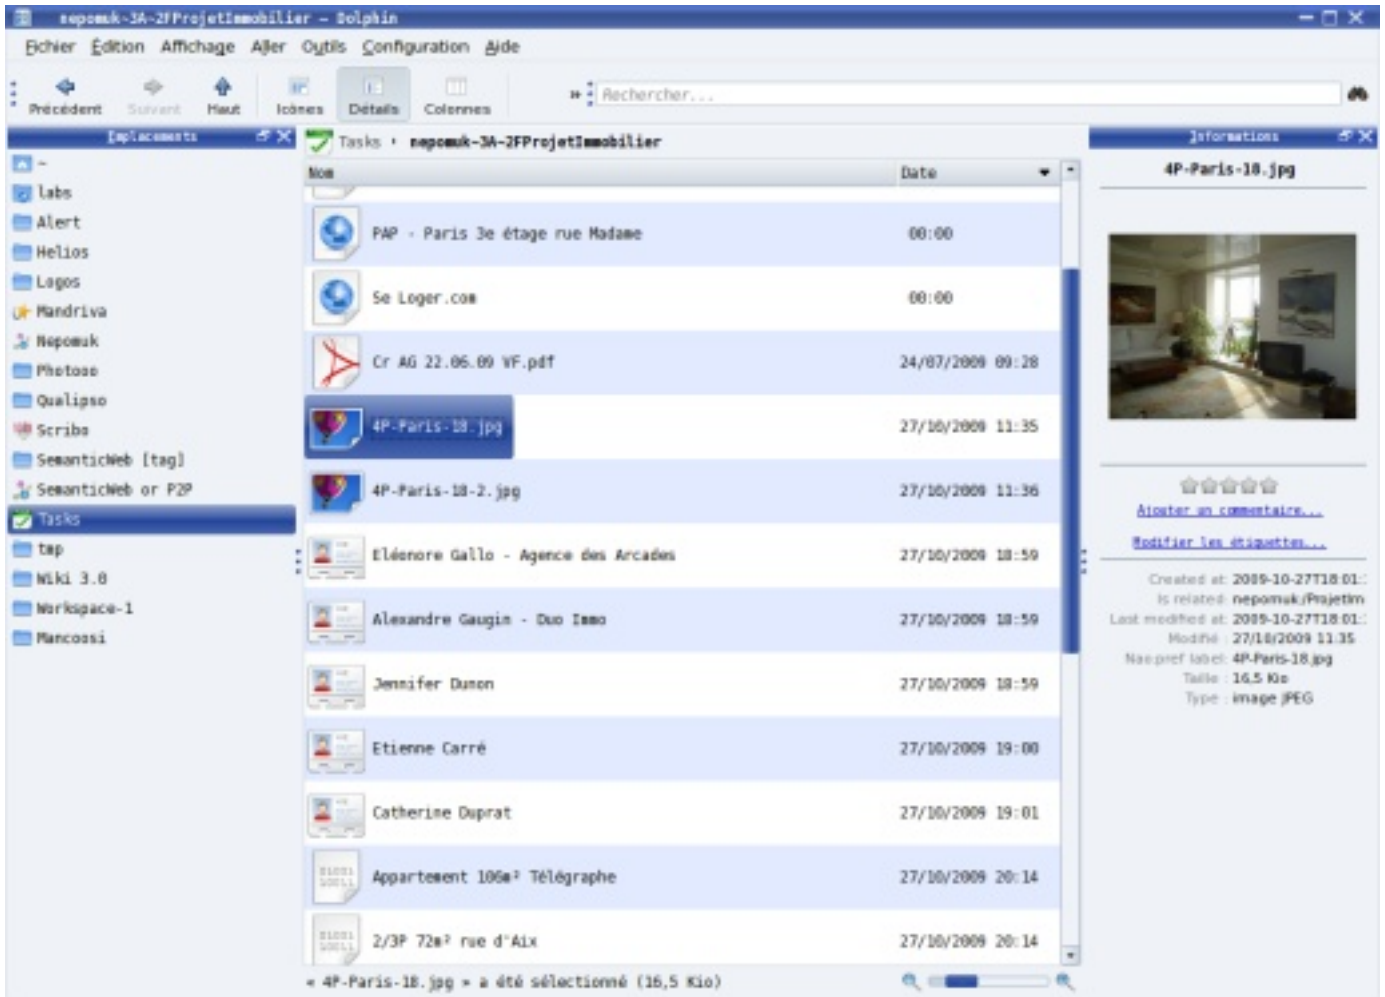 nepomuk-3A-2FProjetImmobilier - Dolphin
Fichier Édition Affichage Aller Outils Configuration Aide
Précédent Suivant Haut Icônes Détails Colonnes » Rechercher...
Emplacements
~
labs
Alert
Helios
Logos
Mandriva
Nepomuk
Photooo
Qualipso
Scribo
SemanticWeb [tag]
SemanticWeb or P2P
Tasks
tmp
Wiki 3.0
Workspace-1
Mancoosi
Tasks › nepomuk-3A-2FProjetImmobilier
Nom Date
PAP - Paris 3e étage rue Madame 00:00
Se Loger.com 00:00
Cr AG 22.06.09 VF.pdf 24/07/2009 09:28
4P-Paris-18.jpg 27/10/2009 11:35
4P-Paris-18-2.jpg 27/10/2009 11:36
Eléonore Gallo - Agence des Arcades 27/10/2009 18:59
Alexandre Gaugin - Duo Immo 27/10/2009 18:59
Jennifer Dunon 27/10/2009 18:59
Etienne Carré 27/10/2009 19:00
Catherine Duprat 27/10/2009 19:01
Appartement 106m² Télégraphe 27/10/2009 20:14
2/3P 72m² rue d'Aix 27/10/2009 20:14
« 4P-Paris-18.jpg » a été sélectionné (16,5 Kio)
Informations
4P-Paris-18.jpg
Ajouter un commentaire...
Modifier les étiquettes...
Created at: 2009-10-27T18:01:
Is related: nepomuk:/ProjetIm
Last modified at: 2009-10-27T18:01:
Modifié : 27/10/2009 11:35
Nao:pref label: 4P-Paris-18.jpg
Taille : 16,5 Kio
Type : image JPEG